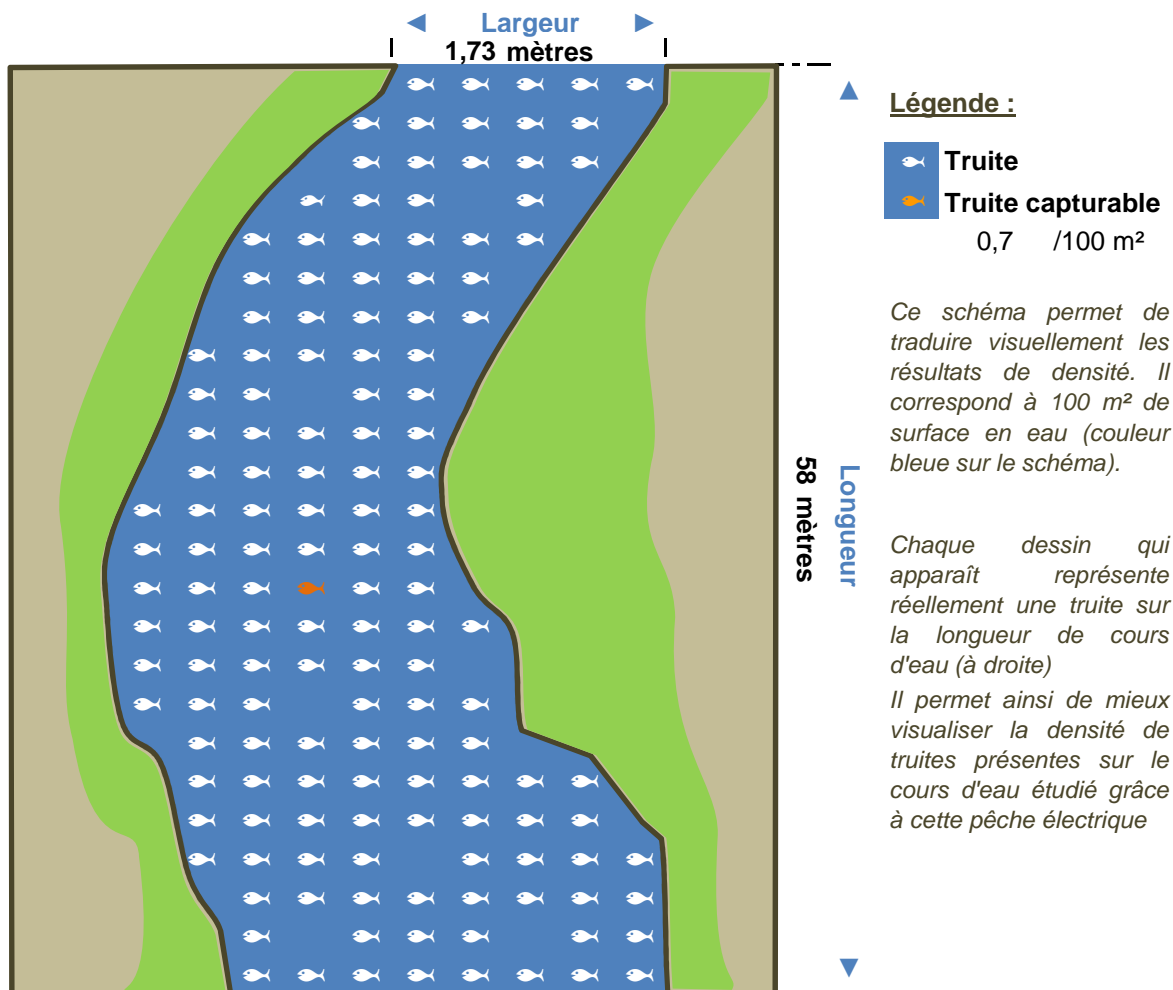 Largeur
1,73 mètres
Légende :
Truite
Truite capturable
0,7 /100 m²
Ce schéma permet de
traduire visuellement les
résultats de densité. Il
correspond à 100 m² de
surface en eau (couleur
bleue sur le schéma).
Longueur
58 mètres
Chaque dessin qui
apparaît représente
réellement une truite sur
la longueur de cours
d'eau (à droite)
Il permet ainsi de mieux
visualiser la densité de
truites présentes sur le
cours d'eau étudié grâce
à cette pêche électrique